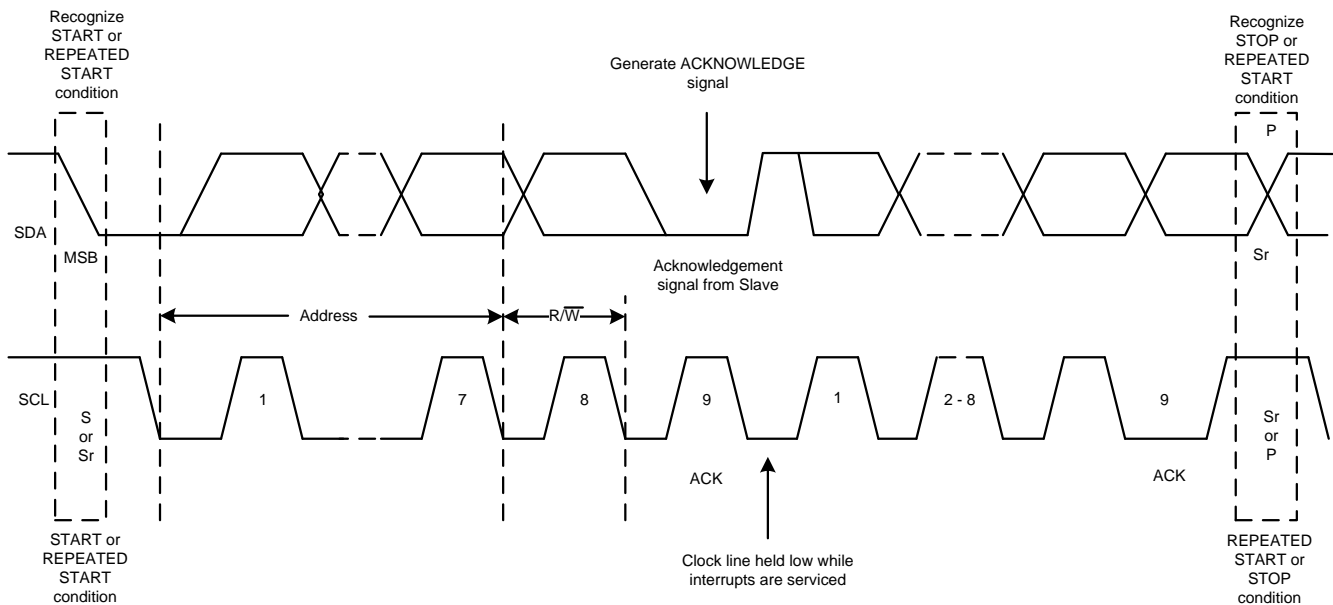 Recognize
START or
REPEATED
START
condition
Generate ACKNOWLEDGE
signal
Recognize
STOP or
REPEATED
START
condition
P
SDA
MSB
Acknowledgement
signal from Slave
Sr
Address
R/W̅
SCL
S
or
Sr
1
7
8
9
1
2 - 8
9
Sr
or
P
ACK
ACK
START or
REPEATED
START
condition
Clock line held low while
interrupts are serviced
REPEATED
START or
STOP
condition